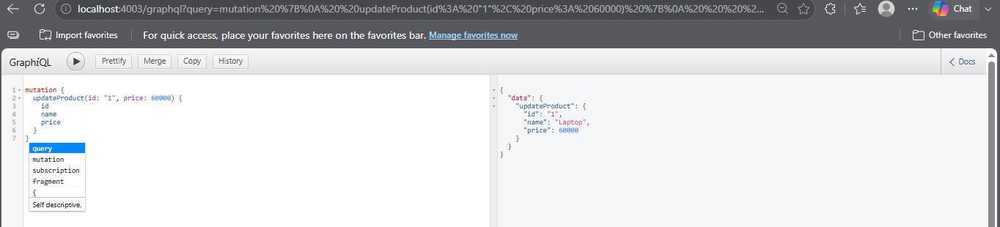 localhost:4003/graphql?query=mutation%20%7B%0A%20%20updateProduct(id%3A%20"1"%2C%20price%3A%2060000)%20%7B%0A%20%20%20%2...
Chat
Import favorites
For quick access, place your favorites here on the favorites bar. Manage favorites now
Other favorites
GraphiQL
Prettify
Merge
Copy
History
Docs
1 mutation {
2 updateProduct(id: "1", price: 60000) {
3 id
4 name
5 price
6 }
7 }
query
mutation
subscription
fragment
{
Self descriptive.
{
"data": {
"updateProduct": {
"id": "1",
"name": "Laptop",
"price": 60000
}
}
}